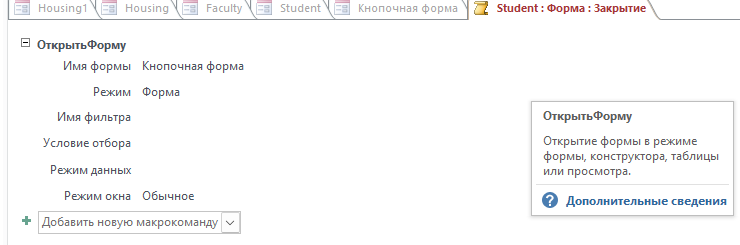 Housing1 Housing Faculty Student Кнопочная форма Student : Форма : Закрытие
ОткрытьФорму
Имя формы Кнопочная форма
Режим Форма
Имя фильтра
Условие отбора
Режим данных
Режим окна Обычное
Добавить новую макрокоманду
ОткрытьФорму
Открытие формы в режиме
формы, конструктора, таблицы
или просмотра.
Дополнительные сведения